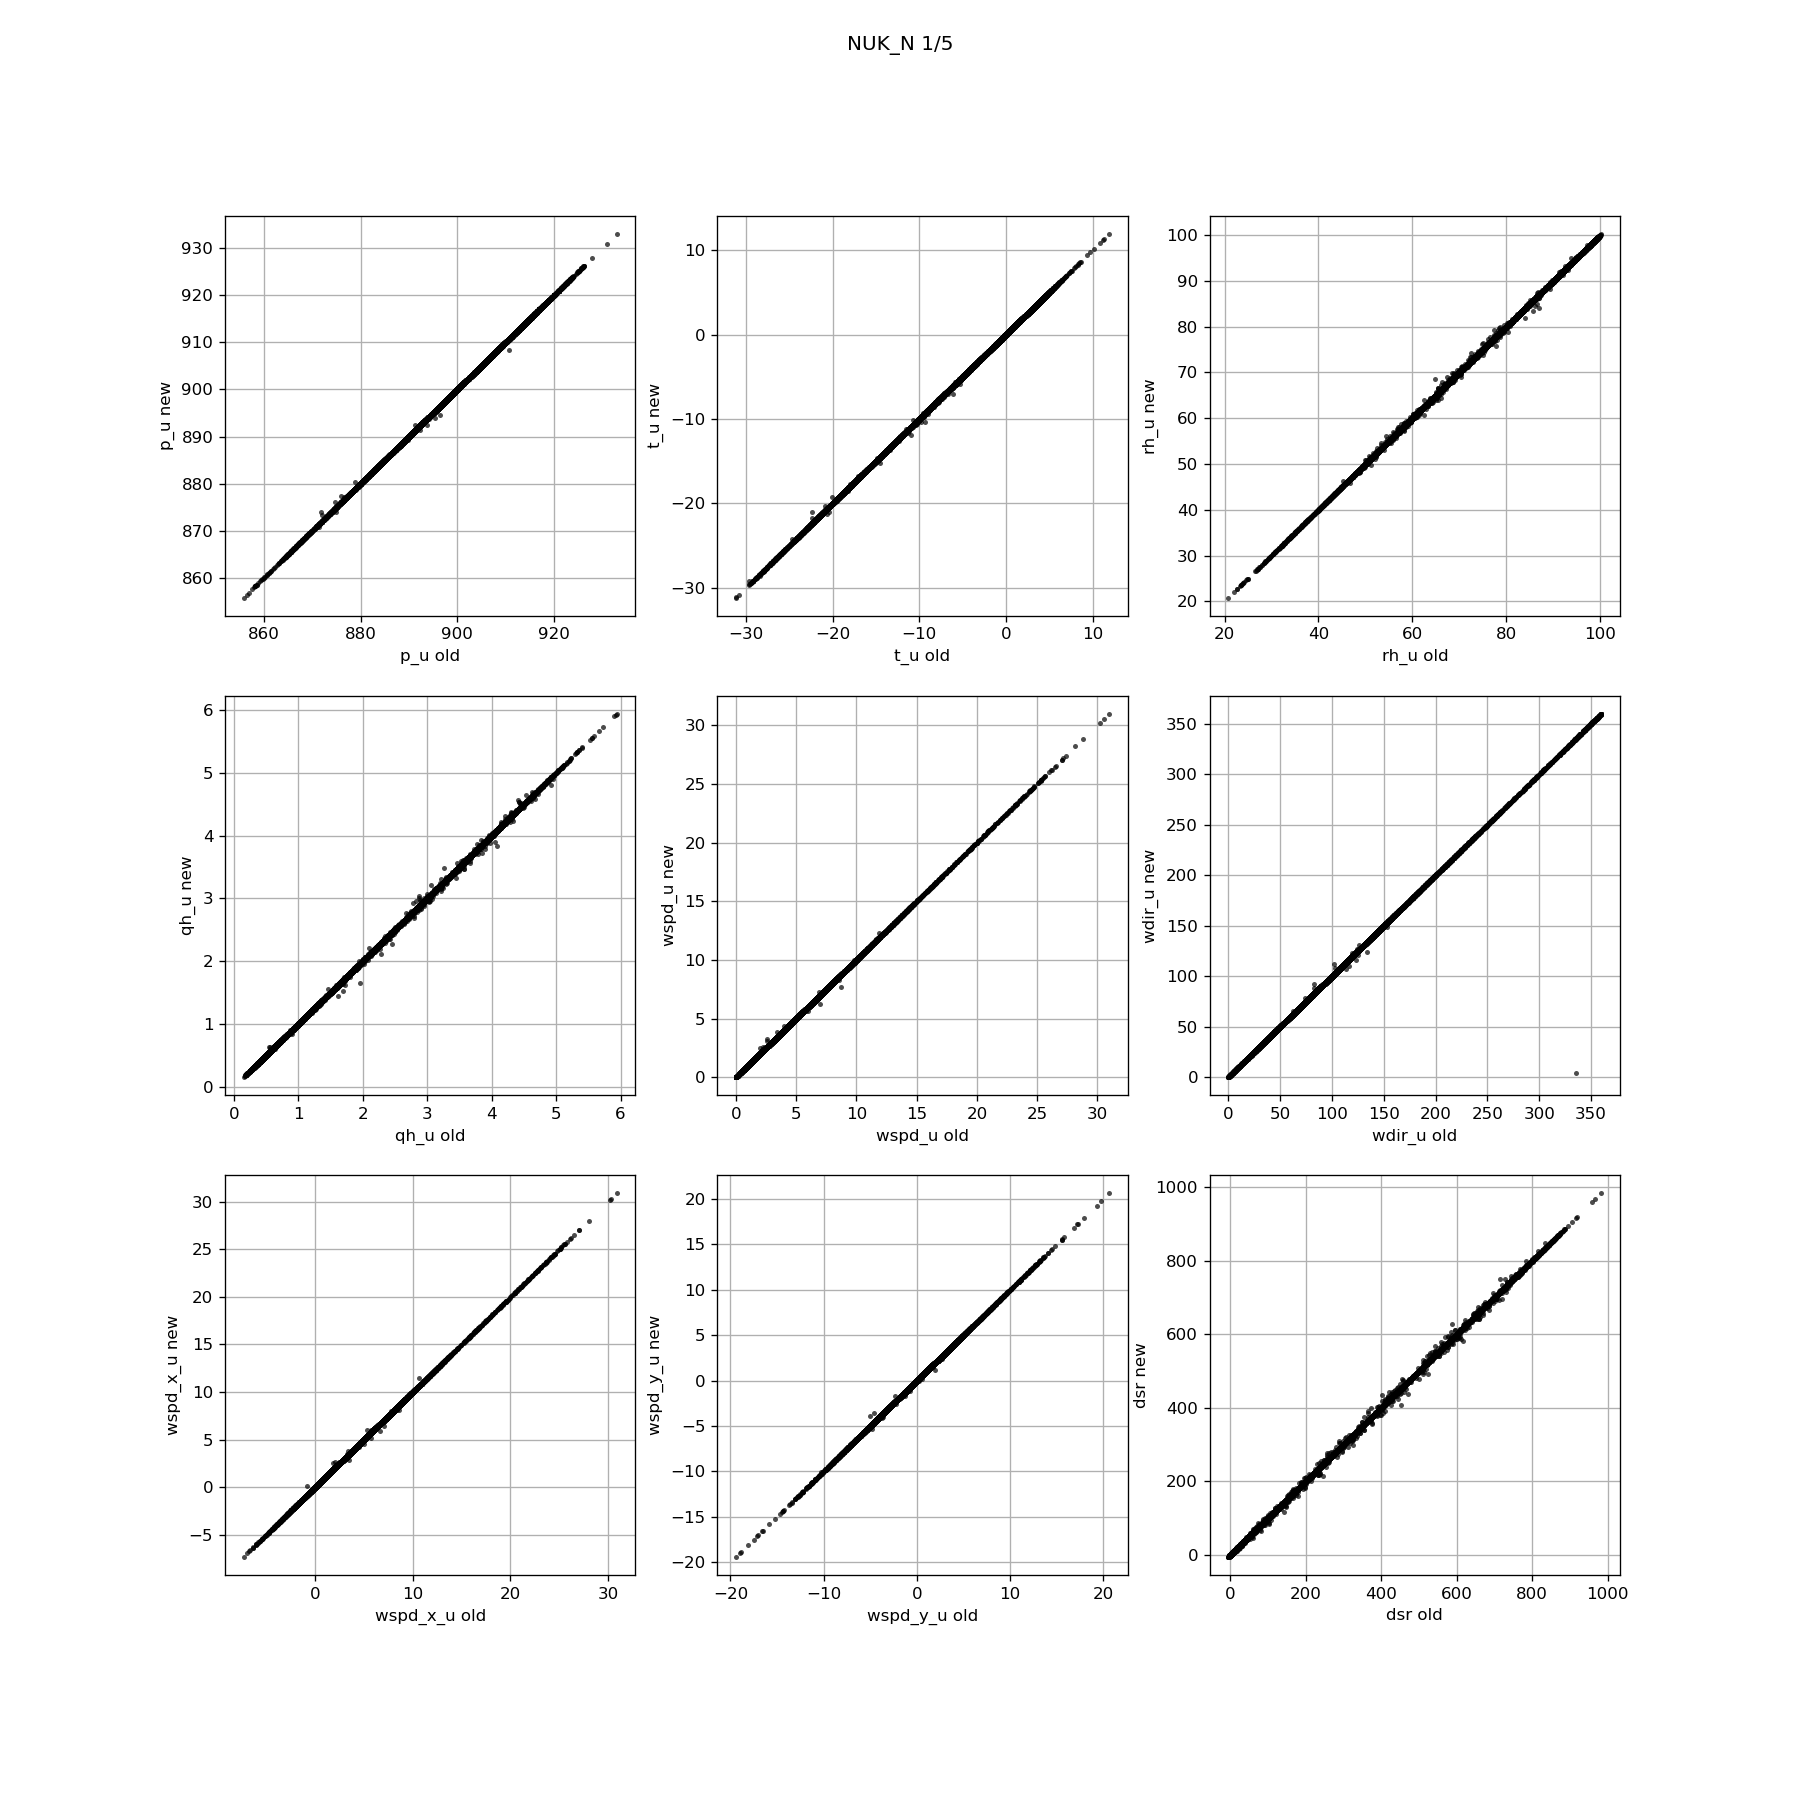 NUK_N 1/5
930
920
910
900
890
880
870
860
p_u new
860 880 900 920
p_u old
10
0
−10
−20
−30
t_u new
−30 −20 −10 0 10
t_u old
100
90
80
70
60
50
40
30
20
rh_u new
20 40 60 80 100
rh_u old
6
5
4
3
2
1
0
qh_u new
0 1 2 3 4 5 6
qh_u old
30
25
20
15
10
5
0
wspd_u new
0 5 10 15 20 25 30
wspd_u old
350
300
250
200
150
100
50
0
wdir_u new
0 50 100 150 200 250 300 350
wdir_u old
30
25
20
15
10
5
0
−5
wspd_x_u new
0 10 20 30
wspd_x_u old
20
15
10
5
0
−5
−10
−15
−20
wspd_y_u new
−20 −10 0 10 20
wspd_y_u old
1000
800
600
400
200
0
dsr new
0 200 400 600 800 1000
dsr old